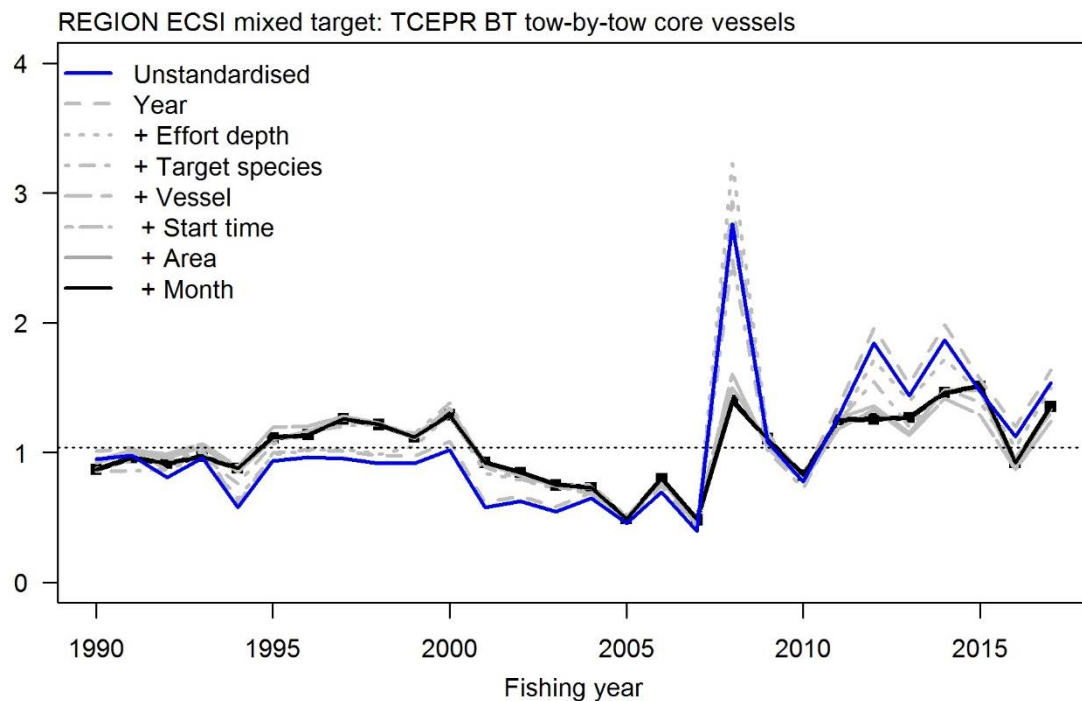 REGION ECSI mixed target: TCEPR BT tow-by-tow core vessels
4
3
2
1
0
Unstandardised
Year
+ Effort depth
+ Target species
+ Vessel
+ Start time
+ Area
+ Month
1990 1995 2000 2005 2010 2015
Fishing year